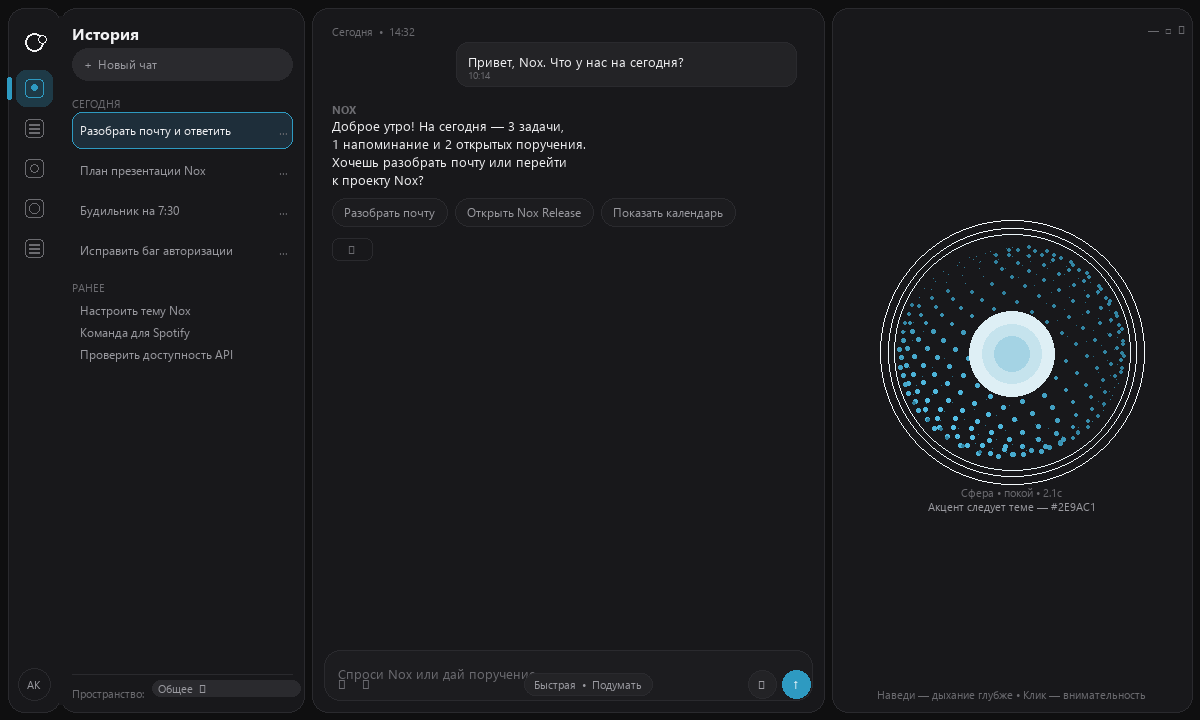 История
+ Новый чат
СЕГОДНЯ
Разобрать почту и ответить ...
План презентации Nox ...
Будильник на 7:30 ...
Исправить баг авторизации ...
РАНЕЕ
Настроить тему Nox
Команда для Spotify
Проверить доступность API
АК
Пространство: Общее
Сегодня • 14:32
Привет, Nox. Что у нас на сегодня?
10:14
NOX
Доброе утро! На сегодня — 3 задачи,
1 напоминание и 2 открытых поручения.
Хочешь разобрать почту или перейти
к проекту Nox?
Разобрать почту Открыть Nox Release Показать календарь
Спроси Nox или дай поручение...
Быстрая • Подумать ↑
Сфера • покой • 2.1с
Акцент следует теме — #2E9AC1
Наведи — дыхание глубже • Клик — внимательность